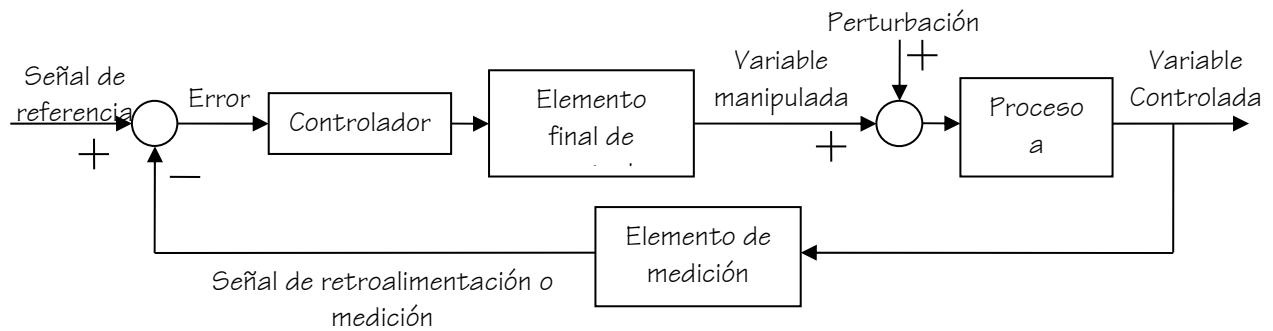 Perturbación
+
Señal de
referencia
+
−
Error
Controlador
Elemento
final de
Variable
manipulada
+
Proceso
a
Variable
Controlada
Elemento de
medición
Señal de retroalimentación o
medición